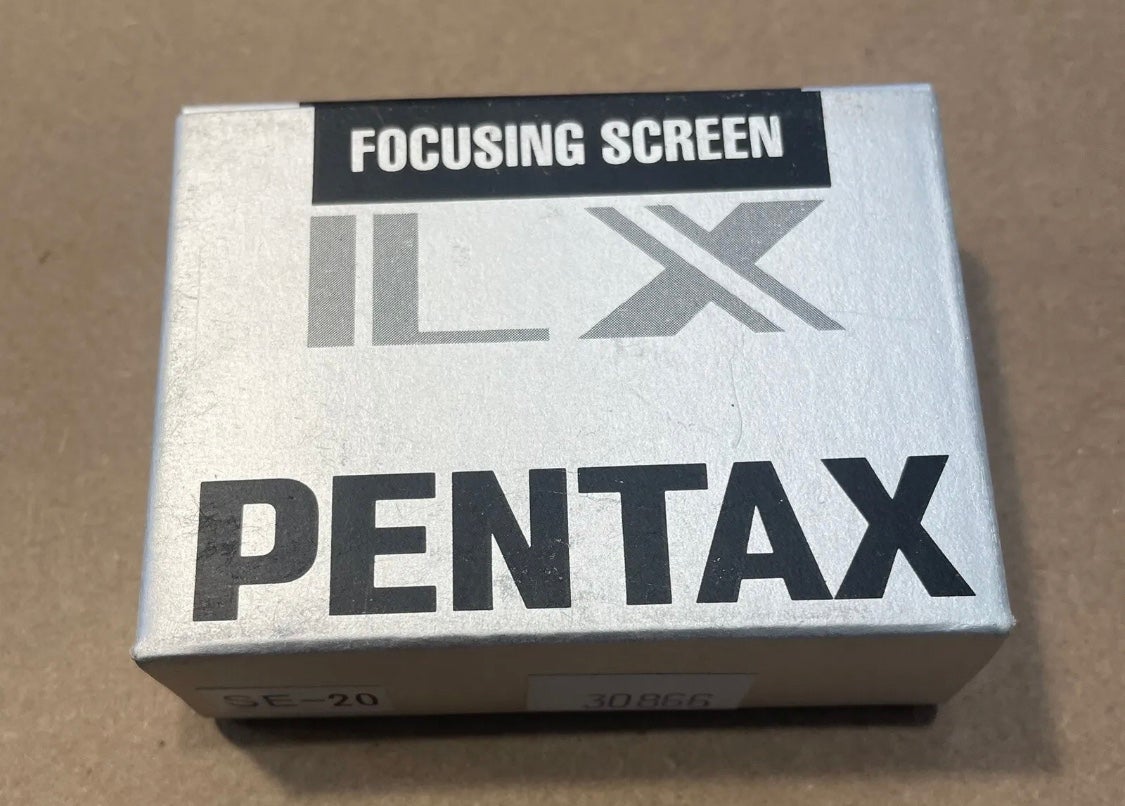 FOCUSING SCREEN
LX
PENTAX
SE-20 30866